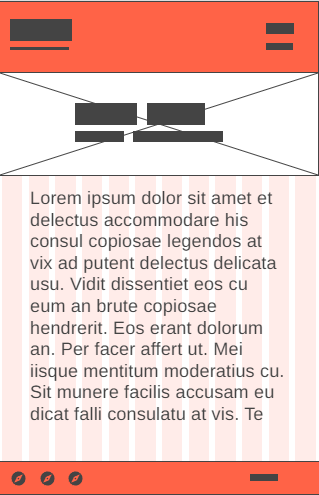 Lorem ipsum dolor sit amet et
delectus accommodare his
consul copiosae legendos at
vix ad putent delectus delicata
usu. Vidit dissentiet eos cu
eum an brute copiosae
hendrerit. Eos erant dolorum
an. Per facer affert ut. Mei
iisque mentitum moderatius cu.
Sit munere facilis accusam eu
dicat falli consulatu at vis. Te